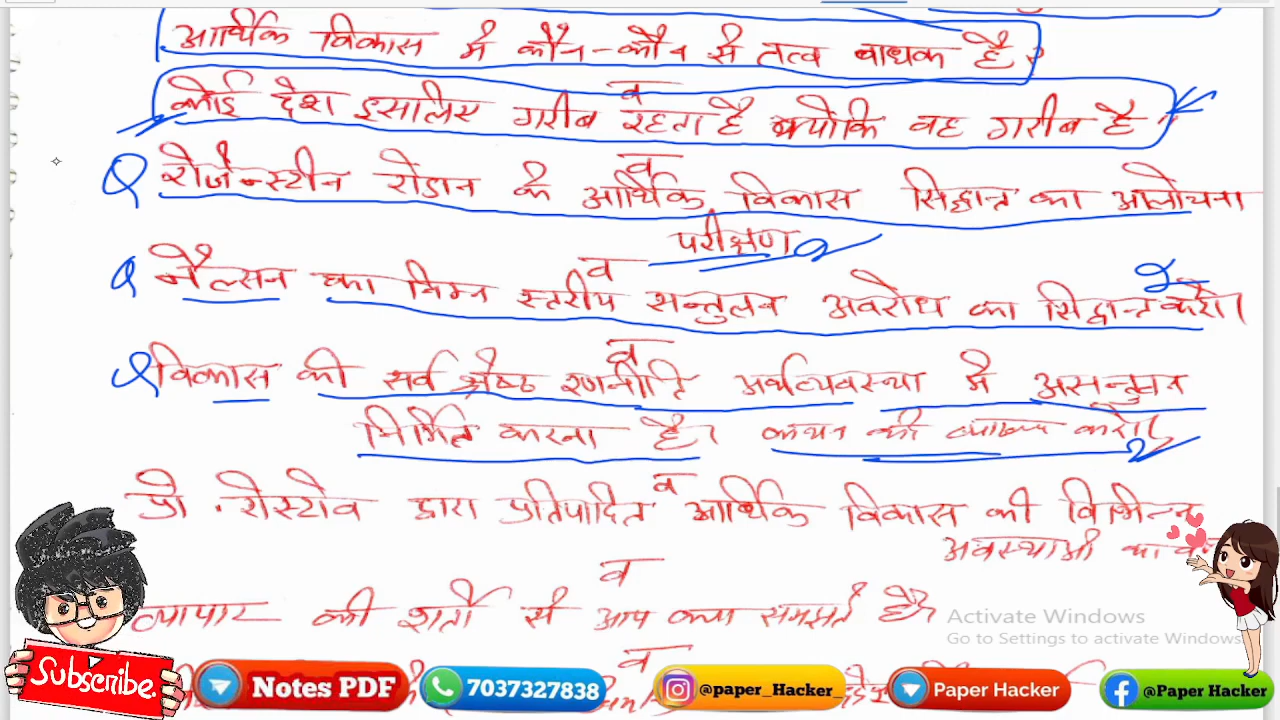 आर्थिक विकास में कौन-कौन से तत्व बाधक है?
व
कोई देश इसलिए गरीब रहता है क्योंकि वह गरीब है
व
Q रोजेन्स्टीन रोडान के आर्थिक विकास सिद्धान्त का आलोचना
परीक्षण
व
Q नैल्सन का निम्न स्तरीय सन्तुलन अवरोध का सिद्धान्त करो।
व
Q विकास की सर्व श्रेष्ठ रणनीति अर्थव्यवस्था में असन्तुलन
निर्मित करना है। कथन की व्याख्या करो।
व
प्रो. रोस्टोव द्वारा प्रतिपादित आर्थिक विकास की विभिन्न
अवस्थाओं का
व
व्यापार की शर्तों से आप क्या समझते हैं?
व
Activate Windows
Go to Settings to activate Windows.
Subscribe.
Notes PDF
7037327838
@paper_Hacker_
Paper Hacker
@Paper Hacker